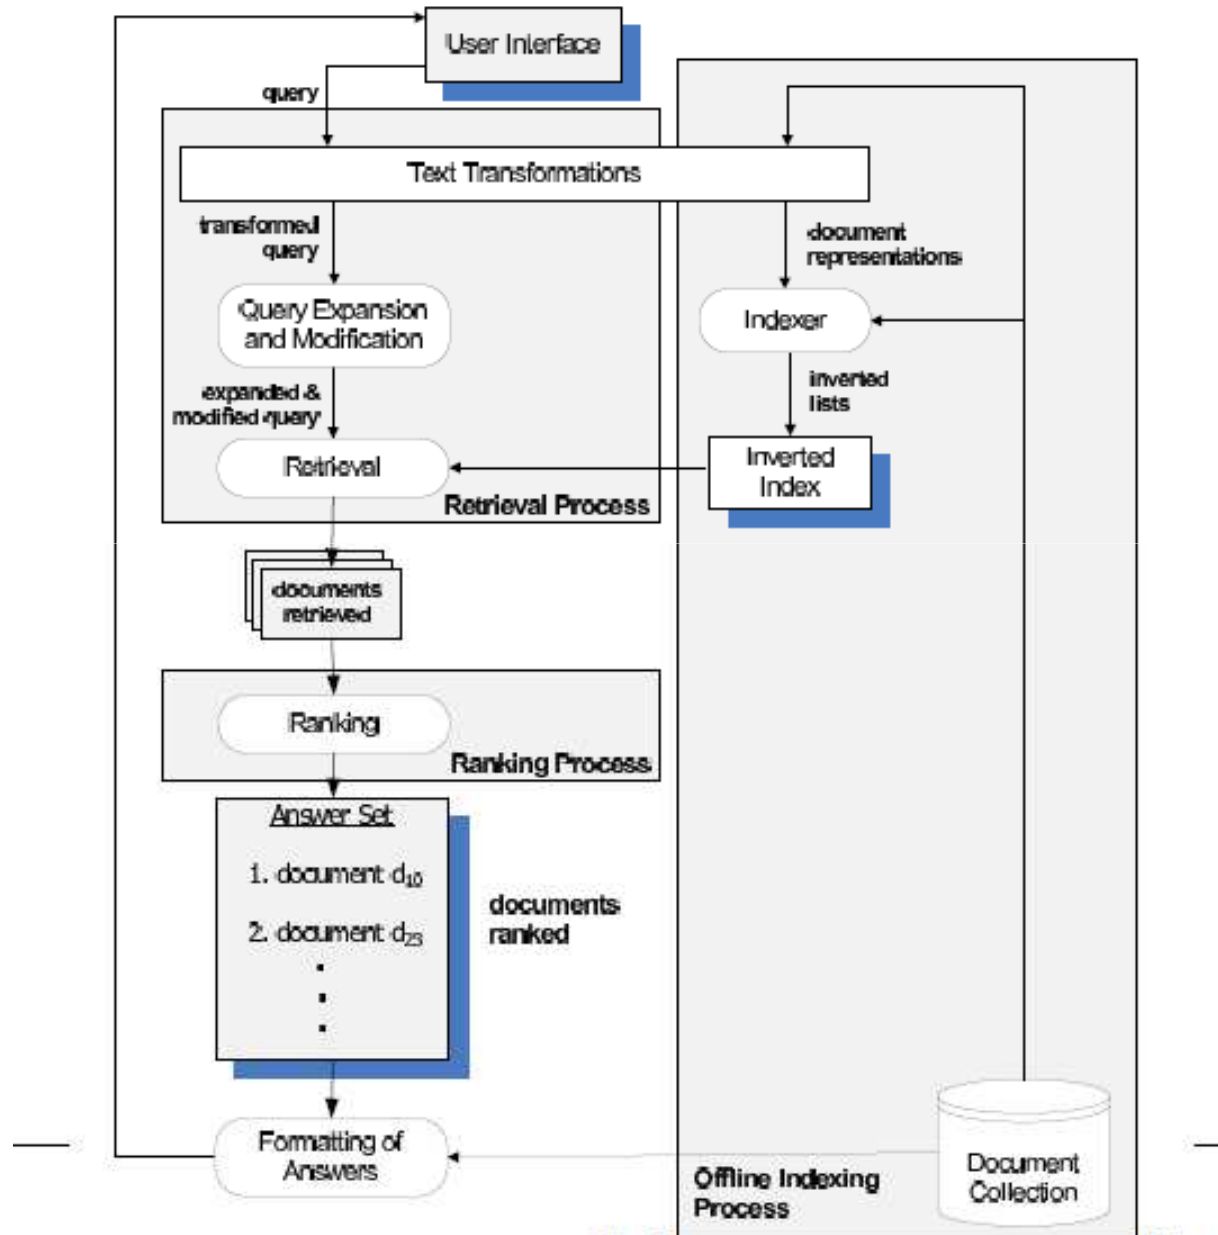 User Interface
query
Text Transformations
transformed
query
document
representations
Query Expansion
and Modification
Indexer
expanded &
modified query
inverted
lists
Retrieval
Inverted
Index
Retrieval Process
documents
retrieved
Ranking
Ranking Process
Answer Set
1. document d10
2. document d23
documents
ranked
Formatting of
Answers
Offline Indexing
Process
Document
Collection